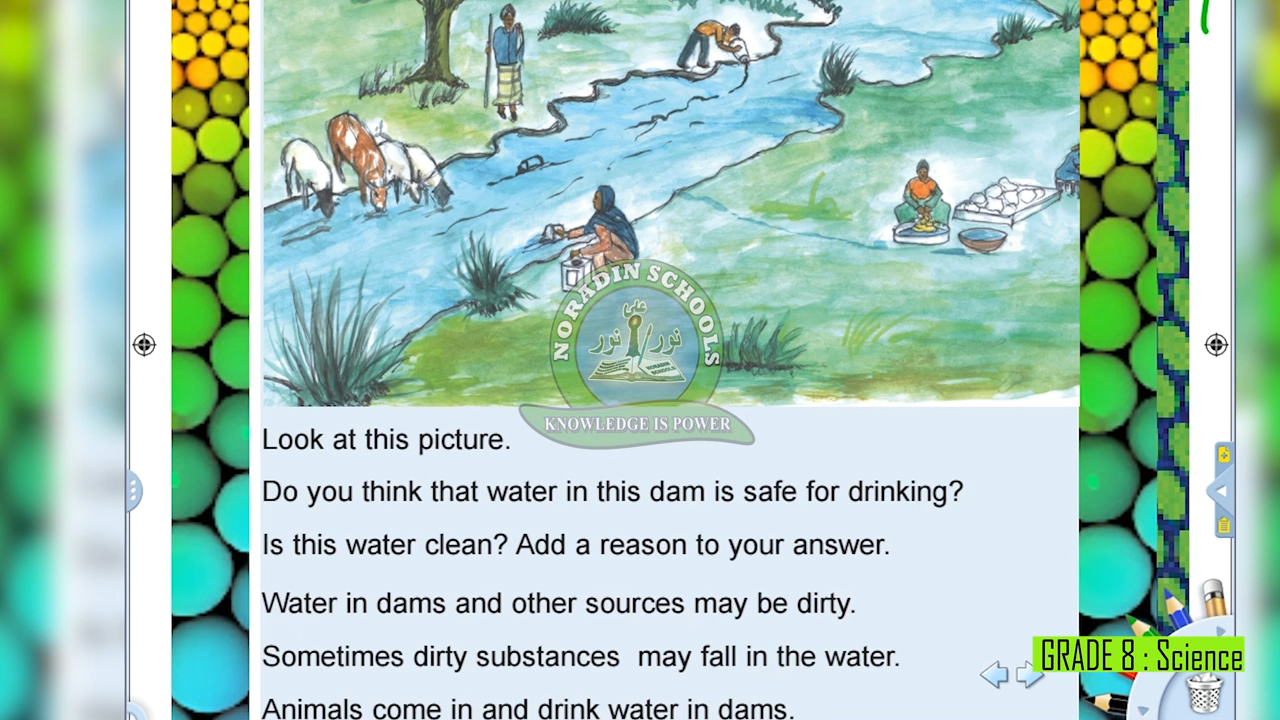 NORADIN SCHOOLS
على
نور نور
NORADIN
SCHOOLS
KNOWLEDGE IS POWER
Look at this picture.
Do you think that water in this dam is safe for drinking?
Is this water clean? Add a reason to your answer.
Water in dams and other sources may be dirty.
Sometimes dirty substances may fall in the water.
GRADE 8 : Science
Animals come in and drink water in dams.